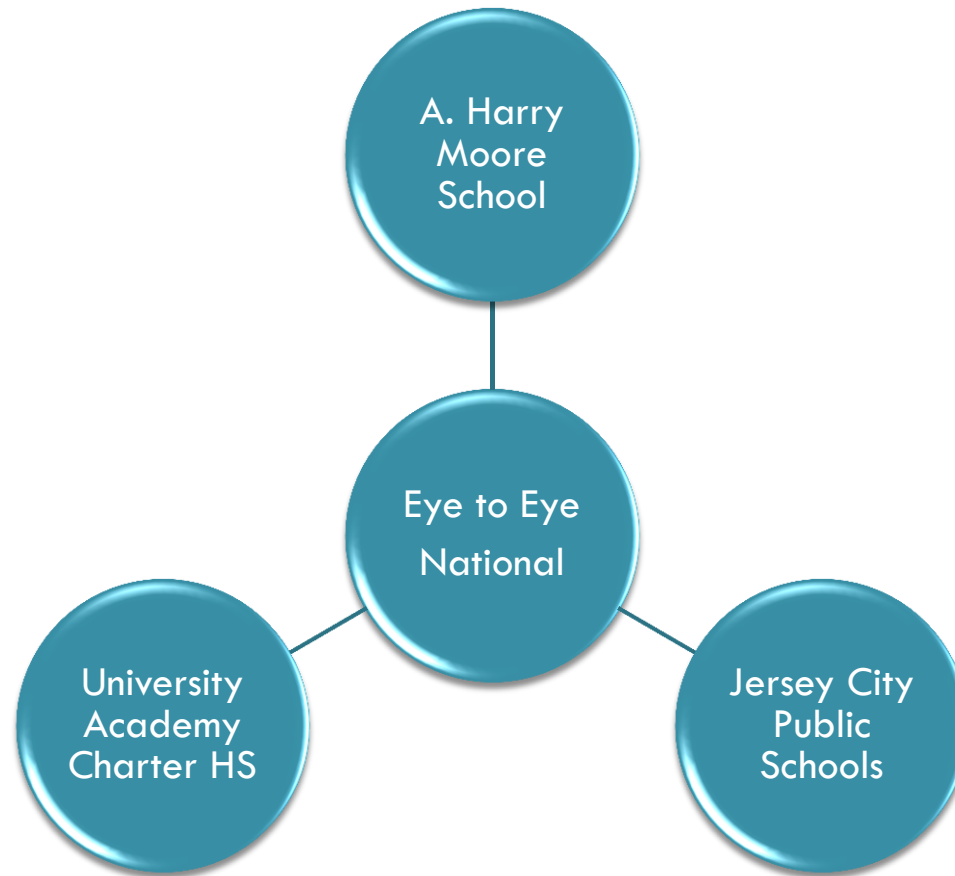 A. Harry
Moore
School
Eye to Eye
National
University
Academy
Charter HS
Jersey City
Public
Schools